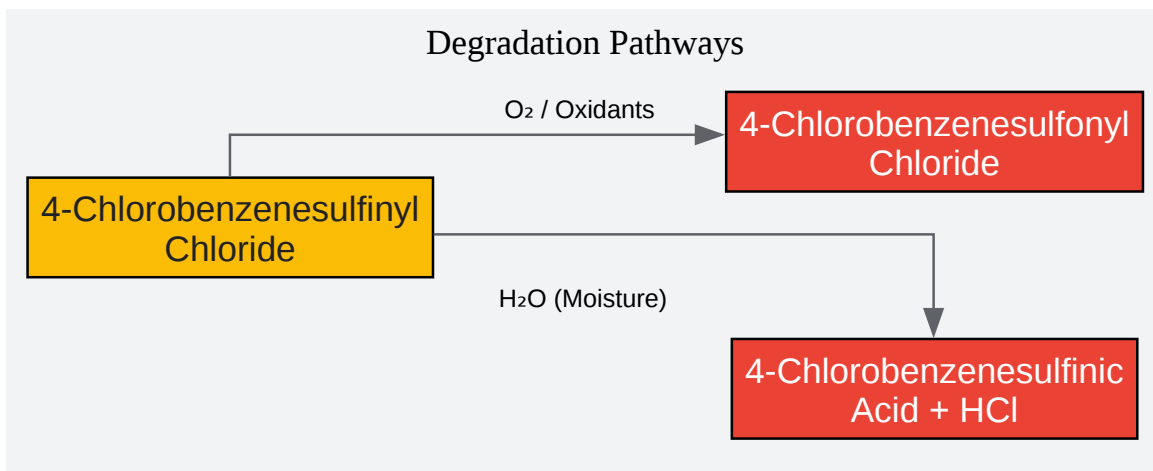 Degradation Pathways
O₂ / Oxidants
4-Chlorobenzenesulfonyl
Chloride
4-Chlorobenzenesulfinyl
Chloride
H₂O (Moisture)
4-Chlorobenzenesulfinic
Acid + HCl